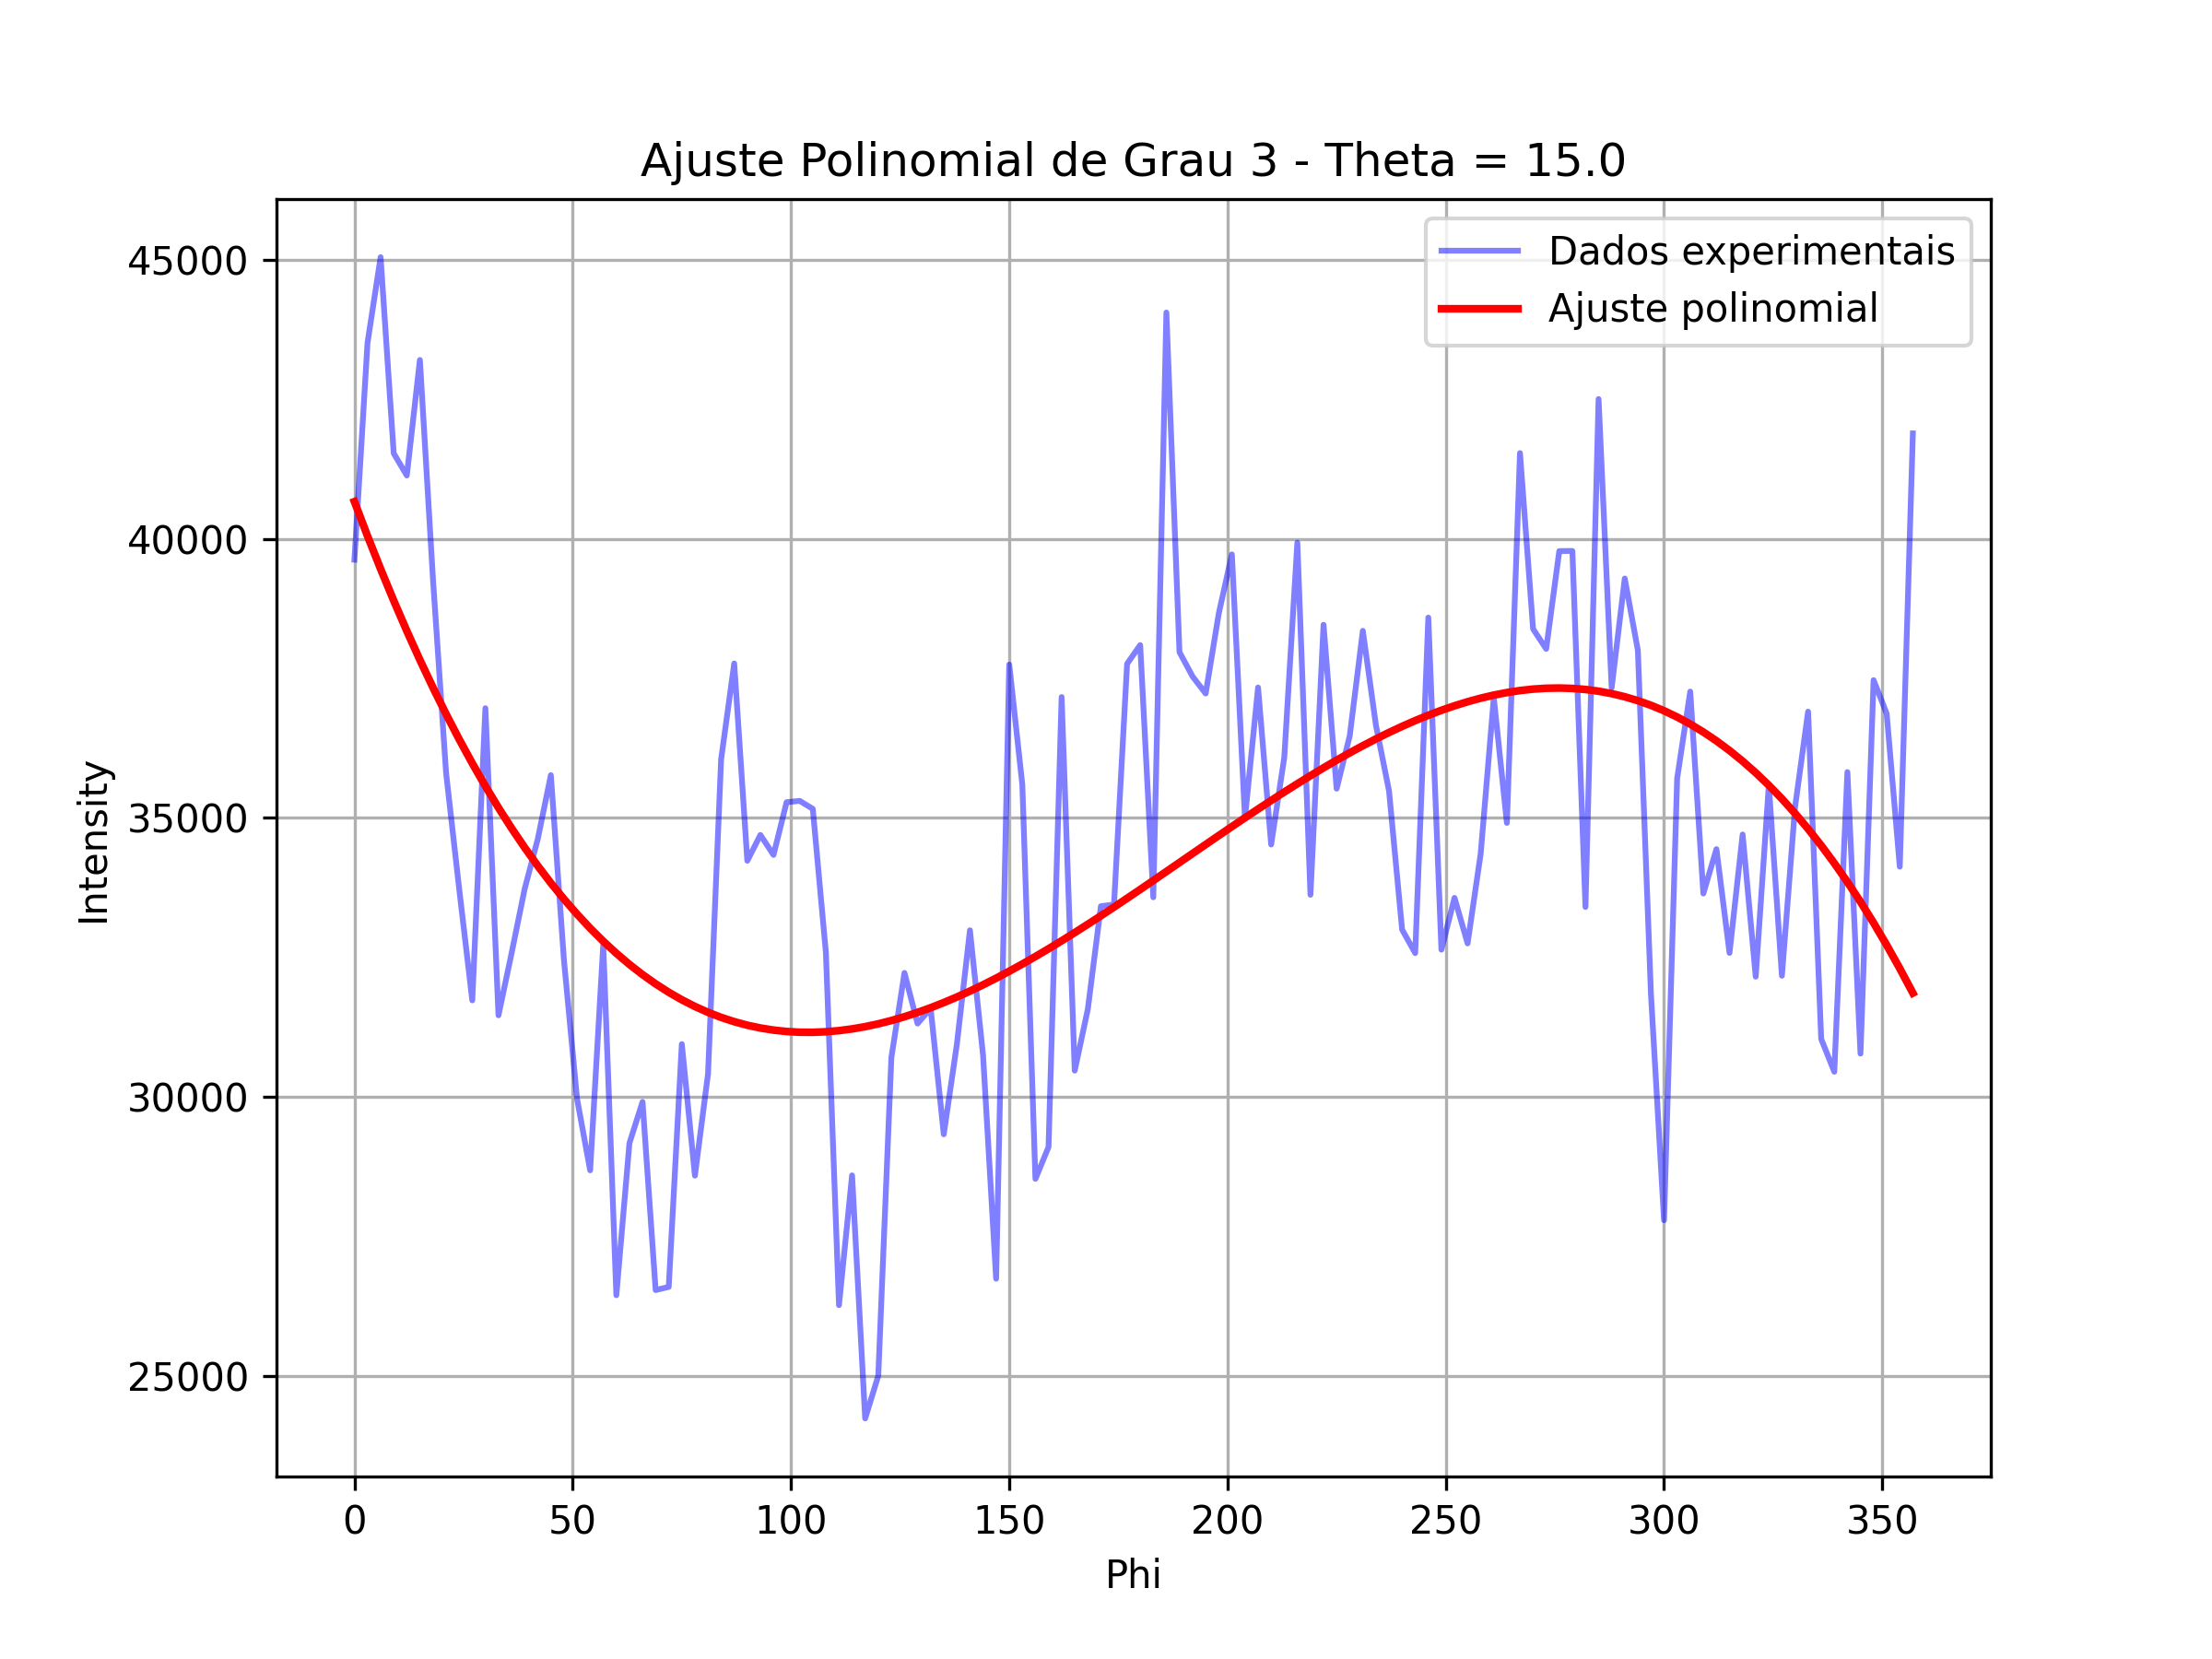 Ajuste Polinomial de Grau 3 - Theta = 15.0
Dados experimentais
Ajuste polinomial
45000
40000
35000
30000
25000
Intensity
0 50 100 150 200 250 300 350
Phi